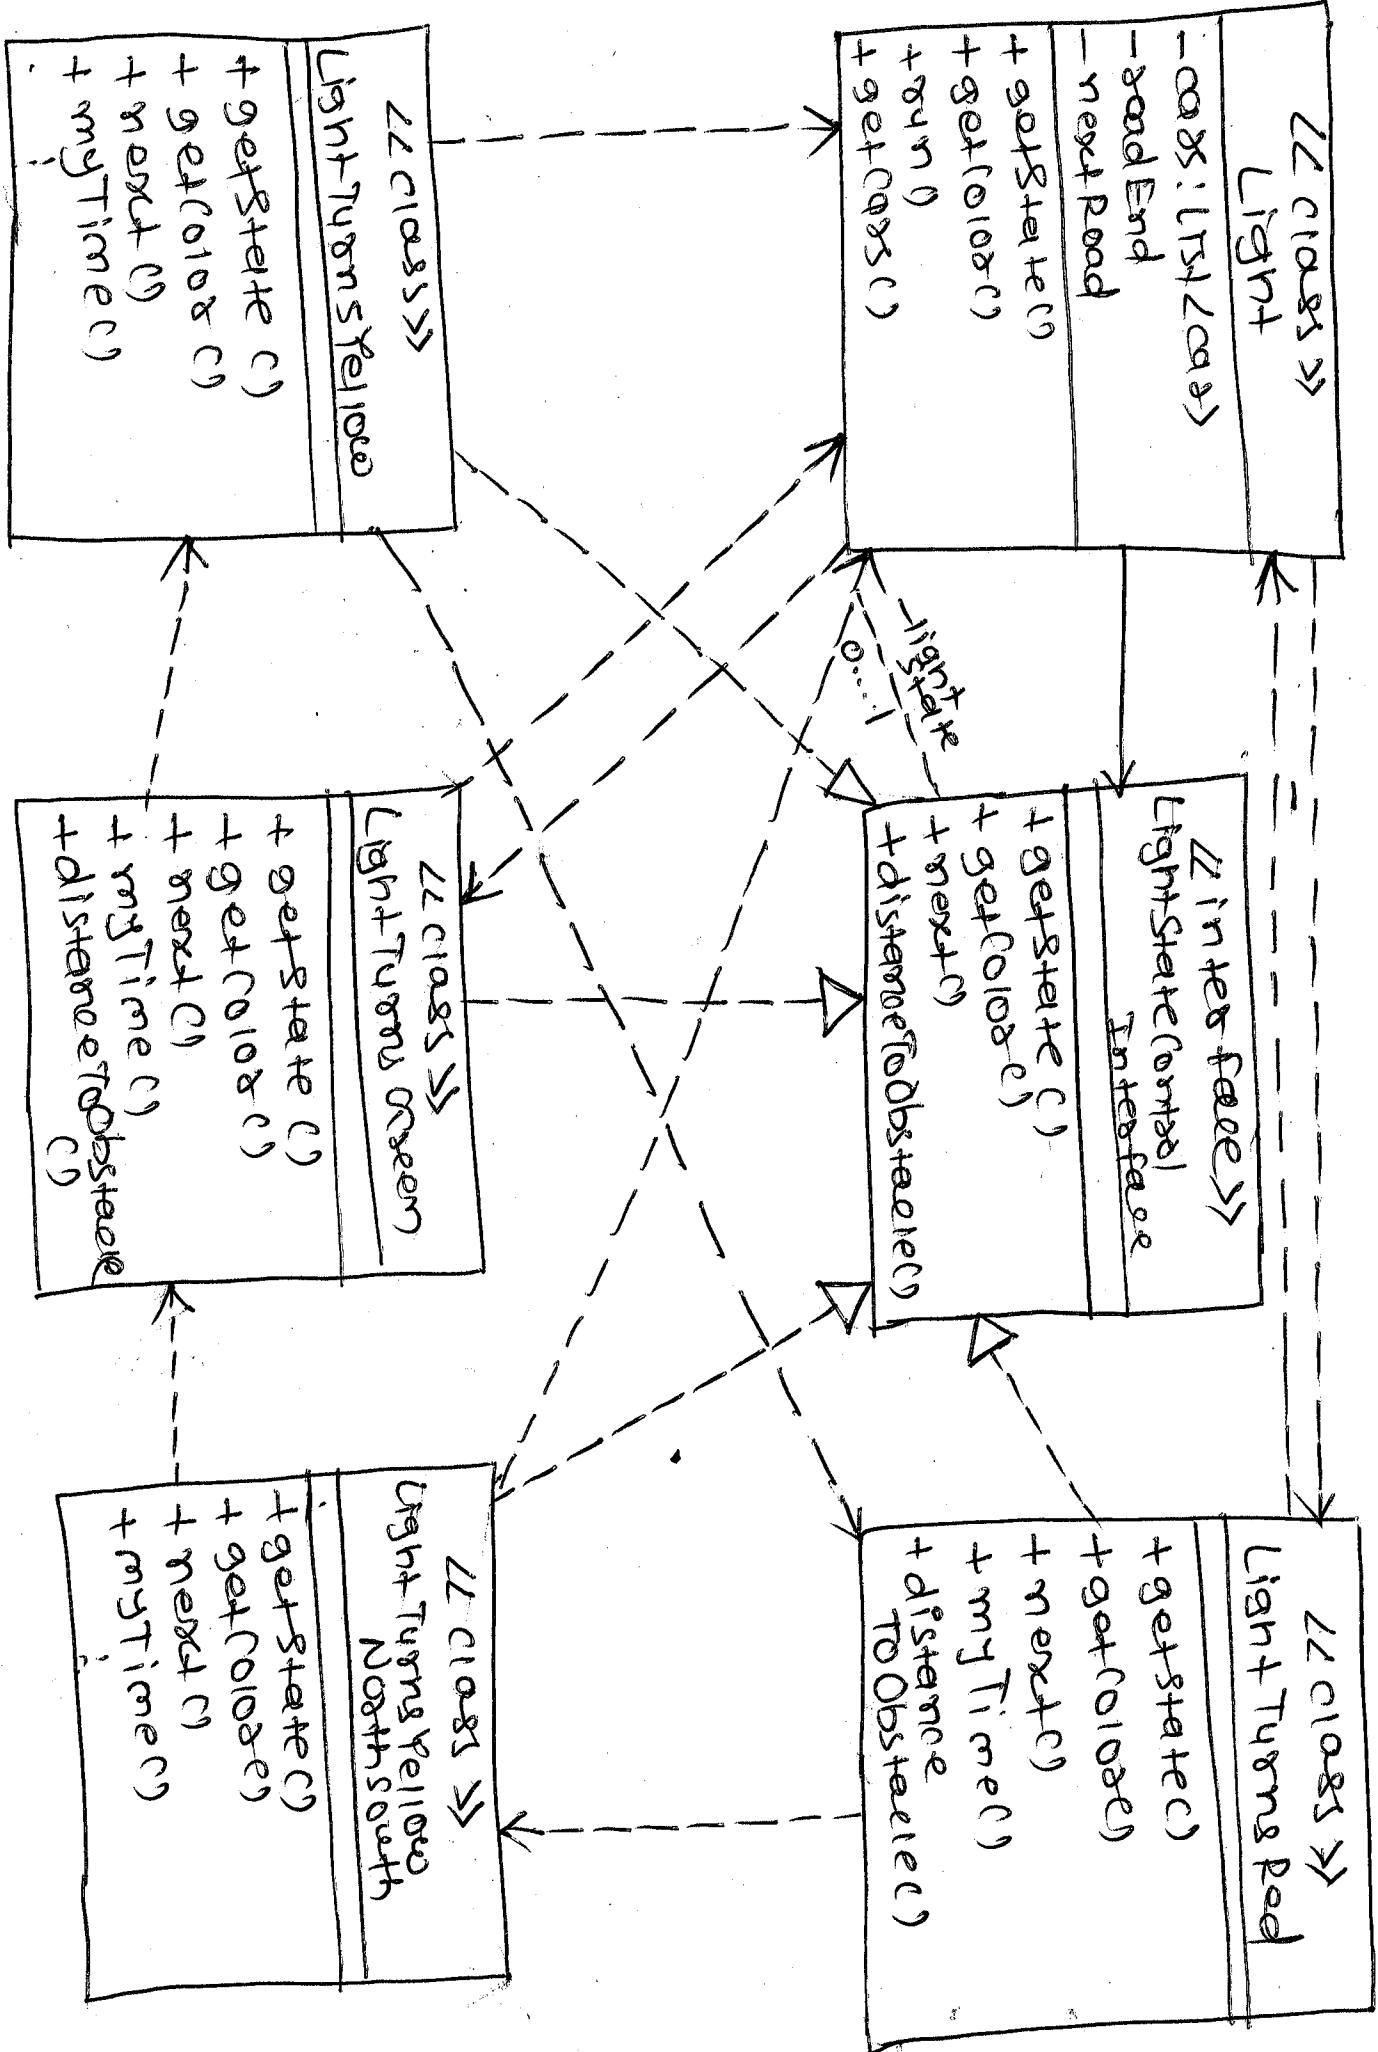 <<class>>
Light
-cars:List<car>
-roadEnd
-nextRoad
+getState()
+getColor()
+run()
+getCars()
<<interface>>
LightStateControl
Interface
+getState()
+getColor()
+next()
+distanceToObstacle()
<<class>>
LightTurnsRed
+getState()
+getColor()
+next()
+myTime()
+distance
ToObstacle()
-light
state
0....1
<<class>>
LightTurnsYellow
+getState()
+getColor()
+next()
+myTime()
<<class>>
LightTurnsGreen
+getState()
+getColor()
+next()
+myTime()
+distanceToObstacle
()
<<class>>
LightTurnsYellow
NorthSouth
+getState()
+getColor()
+next()
+myTime()